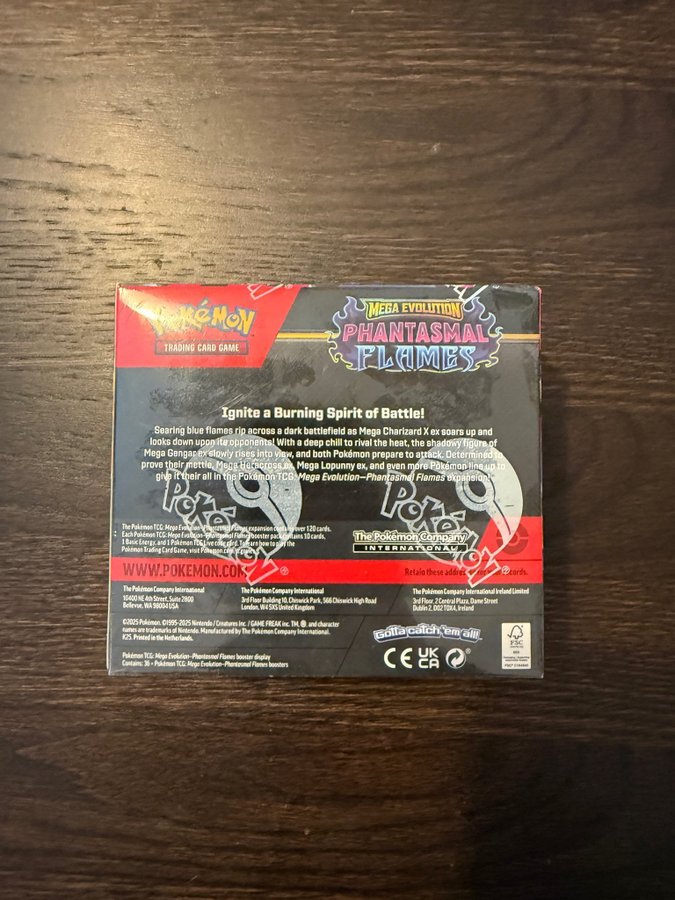 Pokémon
TRADING CARD GAME
MEGA EVOLUTION
PHANTASMAL
FLAMES
Ignite a Burning Spirit of Battle!
Searing blue flames rip across a dark battlefield as Mega Charizard X ex soars up and
looks down upon its opponents! With a deep chill to rival the heat, the shadowy figure of
Mega Gengar ex slowly rises into view, and both Pokémon prepare to attack. Determined to
prove their mettle, Mega Heracross ex, Mega Lopunny ex, and even more Pokémon line up to
give it their all in the Pokémon TCG: Mega Evolution—Phantasmal Flames expansion!
Pokémon
Pokémon
The Pokémon TCG: Mega Evolution—Phantasmal Flames expansion contains over 120 cards.
Each Pokémon TCG: Mega Evolution—Phantasmal Flames booster pack contains 10 cards,
1 Basic Energy, and 1 Pokémon TCG Live code card. To learn how to play the
Pokémon Trading Card Game, visit
The Pokémon Company
INTERNATIONAL
WWW.POKEMON.COM
Retain these addresses for your records.
The Pokémon Company International
10400 NE 4th Street, Suite 2800
Bellevue, WA 98004 USA
The Pokémon Company International
3rd Floor Building 10, Chiswick Park, 566 Chiswick High Road
London, W4 5XS United Kingdom
The Pokémon Company International Ireland Limited
3rd Floor, 2 Central Plaza, Dame Street
Dublin 2, D02 T0X4, Ireland
©2025 Pokémon. ©1995-2025 Nintendo / Creatures Inc. / GAME FREAK inc. TM, ® and character
names are trademarks of Nintendo. Manufactured by The Pokémon Company International.
K25. Printed in the Netherlands.
Pokémon TCG: Mega Evolution—Phantasmal Flames booster display
Contains: 36 × Pokémon TCG: Mega Evolution—Phantasmal Flames boosters
Gotta catch 'em all!
CE UK
CA
FSC